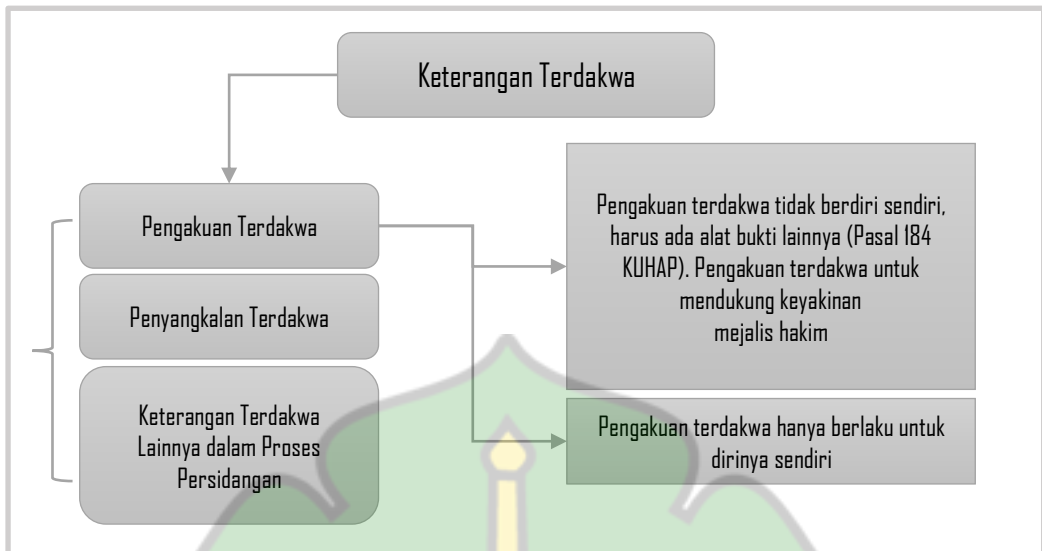 Keterangan Terdakwa
Pengakuan Terdakwa
Penyangkalan Terdakwa
Keterangan Terdakwa
Lainnya dalam Proses
Persidangan
Pengakuan terdakwa tidak berdiri sendiri,
harus ada alat bukti lainnya (Pasal 184
KUHAP). Pengakuan terdakwa untuk
mendukung keyakinan
mejalis hakim
Pengakuan terdakwa hanya berlaku untuk
dirinya sendiri